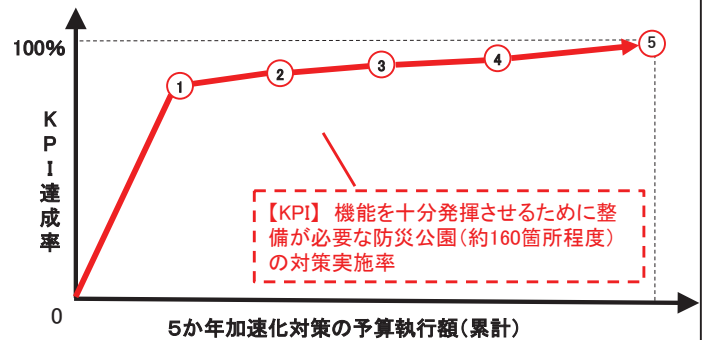 100%
1
2
3
4
5
KPI達成率
【KPI】 機能を十分発揮させるために整
備が必要な防災公園(約160箇所程度)
の対策実施率
0
5か年加速化対策の予算執行額(累計)